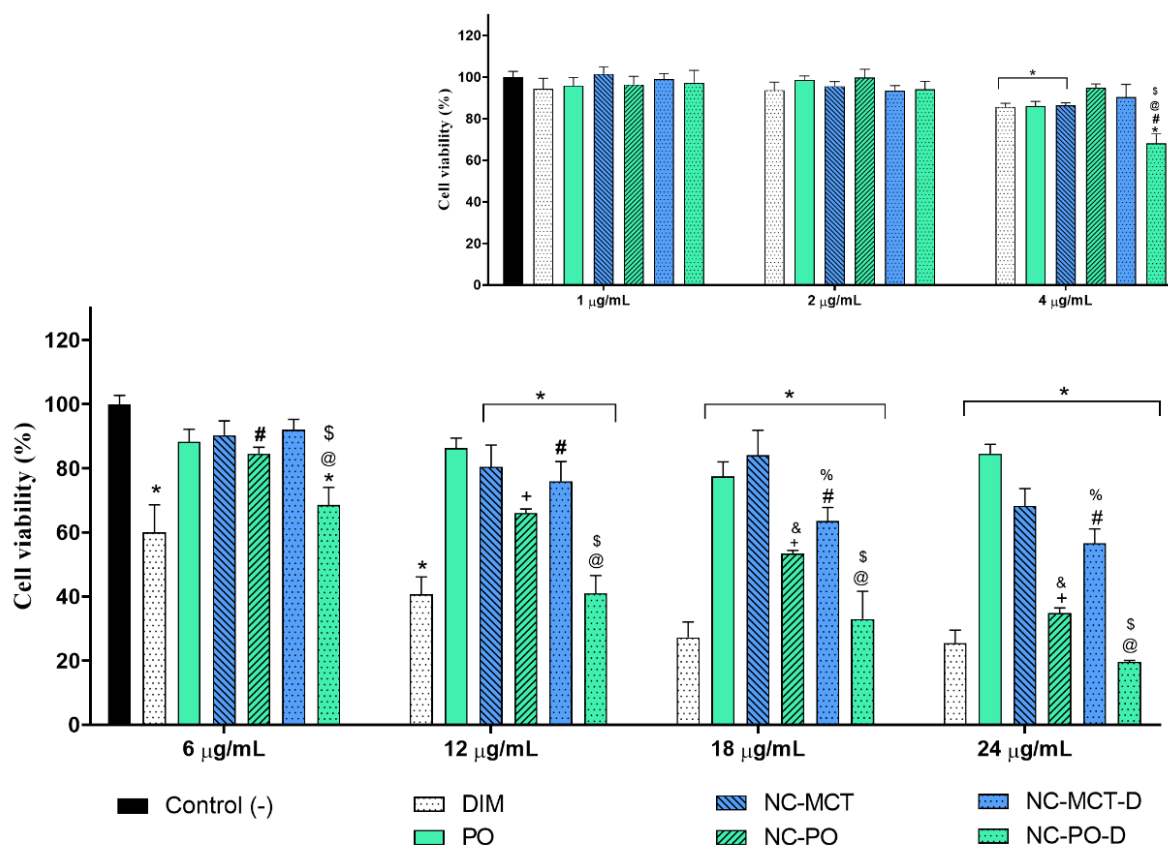 120
100
80
60
40
20
0
Cell viability (%)
*
$
@
#
*
1 μg/mL 2 μg/mL 4 μg/mL
120
100
80
60
40
20
0
Cell viability (%)
* # $ @ *
* * + # $ @
* & + % # $ @
* & + % # $ @
6 μg/mL 12 μg/mL 18 μg/mL 24 μg/mL
Control (-) DIM NC-MCT NC-MCT-D
PO NC-PO NC-PO-D